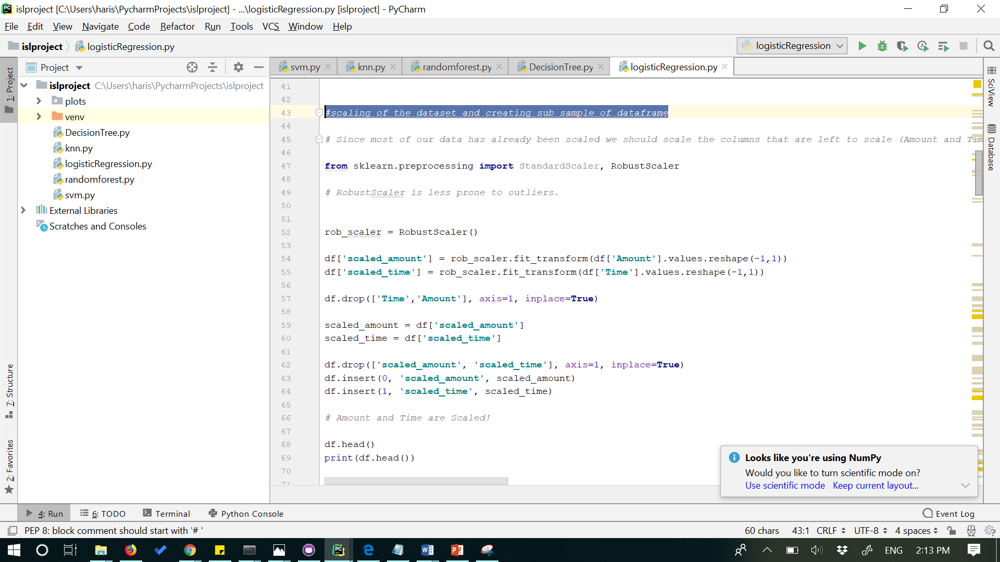 islproject [C:\Users\haris\PycharmProjects\islproject] - ...\logisticRegression.py [islproject] - PyCharm
File Edit View Navigate Code Refactor Run Tools VCS Window Help
islproject logisticRegression.py
logisticRegression
1: Project
Project
svm.py knn.py randomforest.py DecisionTree.py logisticRegression.py
islproject C:\Users\haris\PycharmProjects\islproject
plots
venv
DecisionTree.py
knn.py
logisticRegression.py
randomforest.py
svm.py
External Libraries
Scratches and Consoles
7: Structure
2: Favorites
41
42
43 #scaling of the dataset and creating sub sample of dataframe
44
45 # Since most of our data has already been scaled we should scale the columns that are left to scale (Amount and Tim
46
47 from sklearn.preprocessing import StandardScaler, RobustScaler
48
49 # RobustScaler is less prone to outliers.
50
51
52 rob_scaler = RobustScaler()
53
54 df['scaled_amount'] = rob_scaler.fit_transform(df['Amount'].values.reshape(-1,1))
55 df['scaled_time'] = rob_scaler.fit_transform(df['Time'].values.reshape(-1,1))
56
57 df.drop(['Time','Amount'], axis=1, inplace=True)
58
59 scaled_amount = df['scaled_amount']
60 scaled_time = df['scaled_time']
61
62 df.drop(['scaled_amount', 'scaled_time'], axis=1, inplace=True)
63 df.insert(0, 'scaled_amount', scaled_amount)
64 df.insert(1, 'scaled_time', scaled_time)
65
66 # Amount and Time are Scaled!
67
68 df.head()
69 print(df.head())
70
71
SciView
Database
Looks like you're using NumPy
Would you like to turn scientific mode on?
Use scientific mode Keep current layout...
4: Run 6: TODO Terminal Python Console Event Log
PEP 8: block comment should start with '# ' 60 chars 43:1 CRLF UTF-8 4 spaces
ENG 2:13 PM